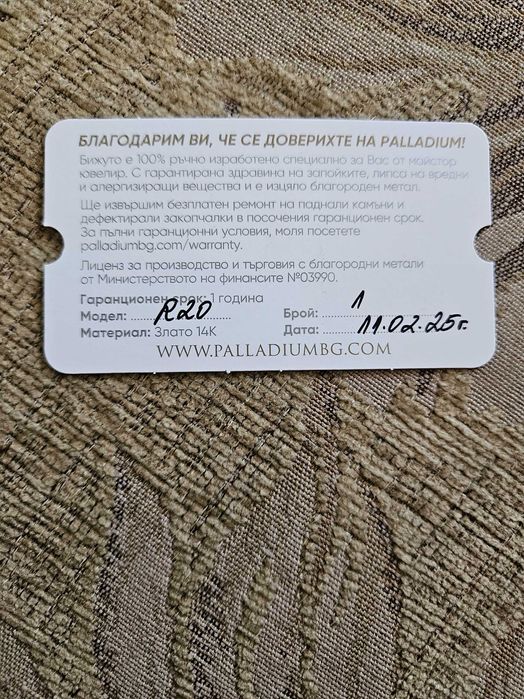 БЛАГОДАРИМ ВИ, ЧЕ СЕ ДОВЕРИХТЕ НА PALLADIUM!
Бижуто е 100% ръчно изработено специално за Вас от майстор
ювелир. С гарантирана здравина на запойките, липса на вредни
и алергизиращи вещества и е изцяло благороден метал.
Ще извършим безплатен ремонт на паднали камъни и
дефектирали закопчалки в посочения гаранционен срок.
За пълни гаранционни условия, моля посетете
palladiumbg.com/warranty.
Лиценз за производство и търговия с благородни метали
от Министерството на финансите №03990.
Гаранционен срок: 1 година
Модел: R20 Брой: 1
Материал: Злато 14К Дата: 11.02.25г.
WWW.PALLADIUMBG.COM